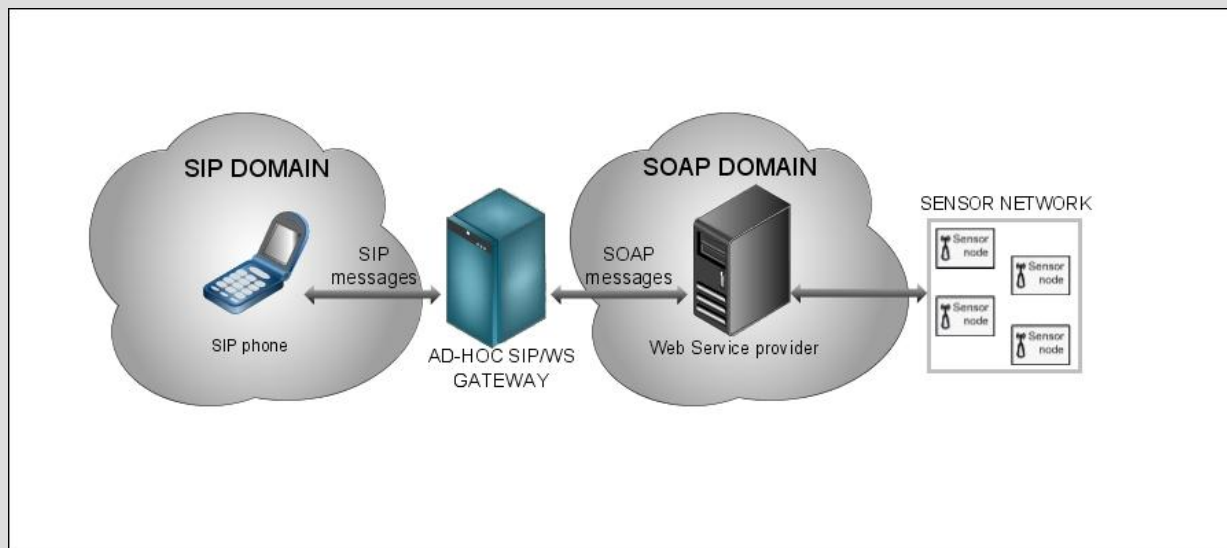 SIP DOMAIN
SIP
messages
SIP phone
AD-HOC SIP/WS
GATEWAY
SOAP DOMAIN
SOAP
messages
Web Service provider
SENSOR NETWORK
Sensor
node
Sensor
node
Sensor
node
Sensor
node